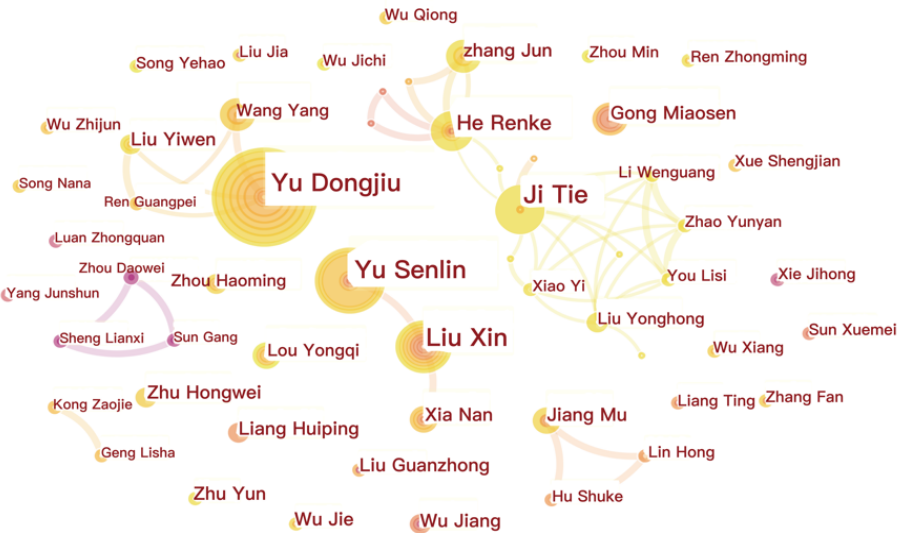 Wu Qiong
Liu Jia
Song Yehao
Wu Jichi
zhang Jun
Zhou Min
Ren Zhongming
Wang Yang
Gong Miaosen
Wu Zhijun
Liu Yiwen
He Renke
Xue Shengjian
Li Wenguang
Song Nana
Yu Dongjiu
Ji Tie
Ren Guangpei
Zhao Yunyan
Luan Zhongquan
Zhou Daowei
Yu Senlin
Zhou Haoming
Xiao Yi
You Lisi
Xie Jihong
Yang Junshun
Liu Yonghong
Sheng Lianxi
Sun Gang
Liu Xin
Sun Xuemei
Lou Yongqi
Wu Xiang
Zhu Hongwei
Kong Zaojie
Liang Ting
Zhang Fan
Xia Nan
Jiang Mu
Liang Huiping
Geng Lisha
Lin Hong
Liu Guanzhong
Zhu Yun
Hu Shuke
Wu Jie
Wu Jiang